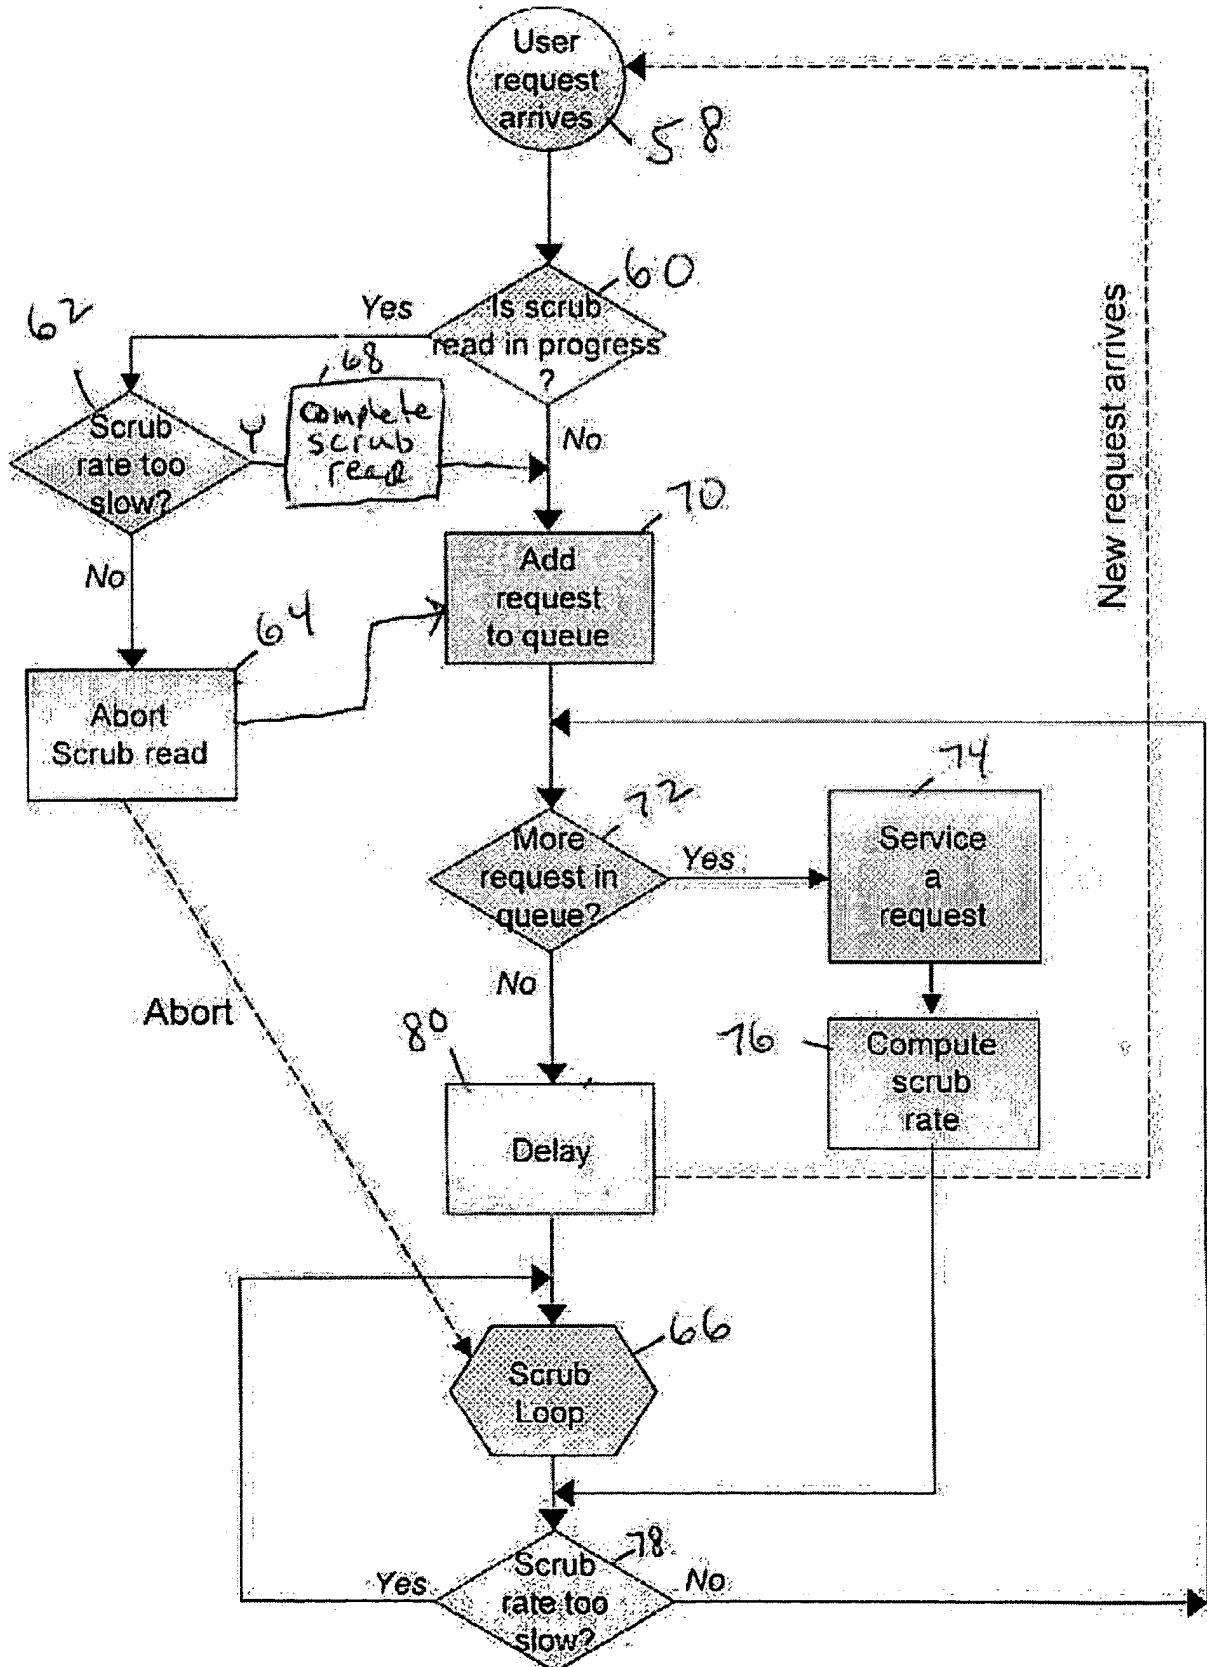 User
request
arrives
58
60
Is scrub
read in progress
?
Yes
No
62
Scrub
rate too
slow?
Y
68
complete
scrub
read
No
70
Add
request
to queue
64
Abort
Scrub read
New request arrives
72
More
request in
queue?
Yes
74
Service
a
request
No
Abort
80
Delay
76
Compute
scrub
rate
66
Scrub
Loop
78
Scrub
rate too
slow?
Yes
No